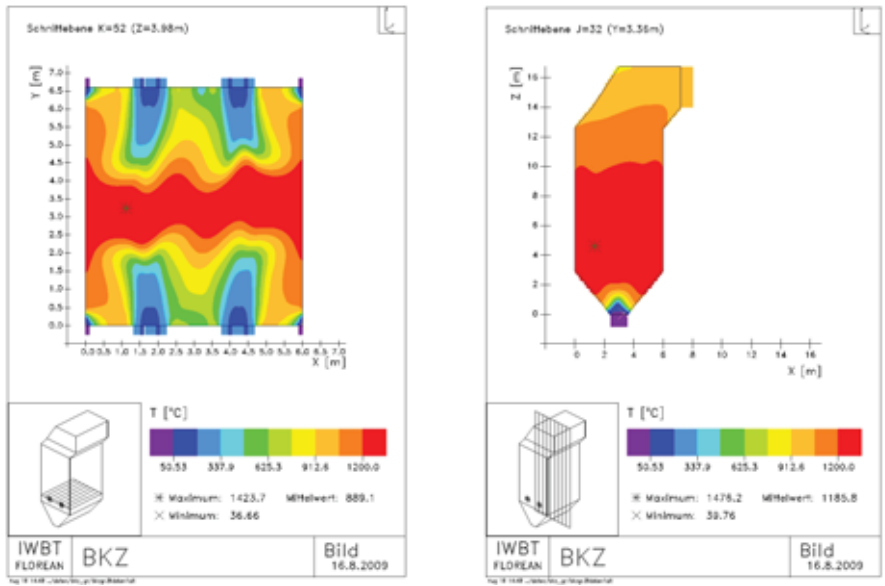 Schnittebene K=52 (Z=3.98m)
Y [m]
7.0
6.5
6.0
5.5
5.0
4.5
4.0
3.5
3.0
2.5
2.0
1.5
1.0
0.5
0.0
0.0 0.5 1.0 1.5 2.0 2.5 3.0 3.5 4.0 4.5 5.0 5.5 6.0 6.5 7.0
X [m]
T [°C]
50.53 337.9 625.3 912.6 1200.0
Maximum: 1423.7 Mittelwert: 889.1
Minimum: 36.66
IWBT
FLOREAN
BKZ
Bild
16.8.2009
Schnittebene J=32 (Y=3.36m)
Z [m]
16
14
12
10
8
6
4
2
0
0 2 4 6 8 10 12 14 16
X [m]
T [°C]
50.53 337.9 625.3 912.6 1200.0
Maximum: 1476.2 Mittelwert: 1185.8
Minimum: 39.76
IWBT
FLOREAN
BKZ
Bild
16.8.2009